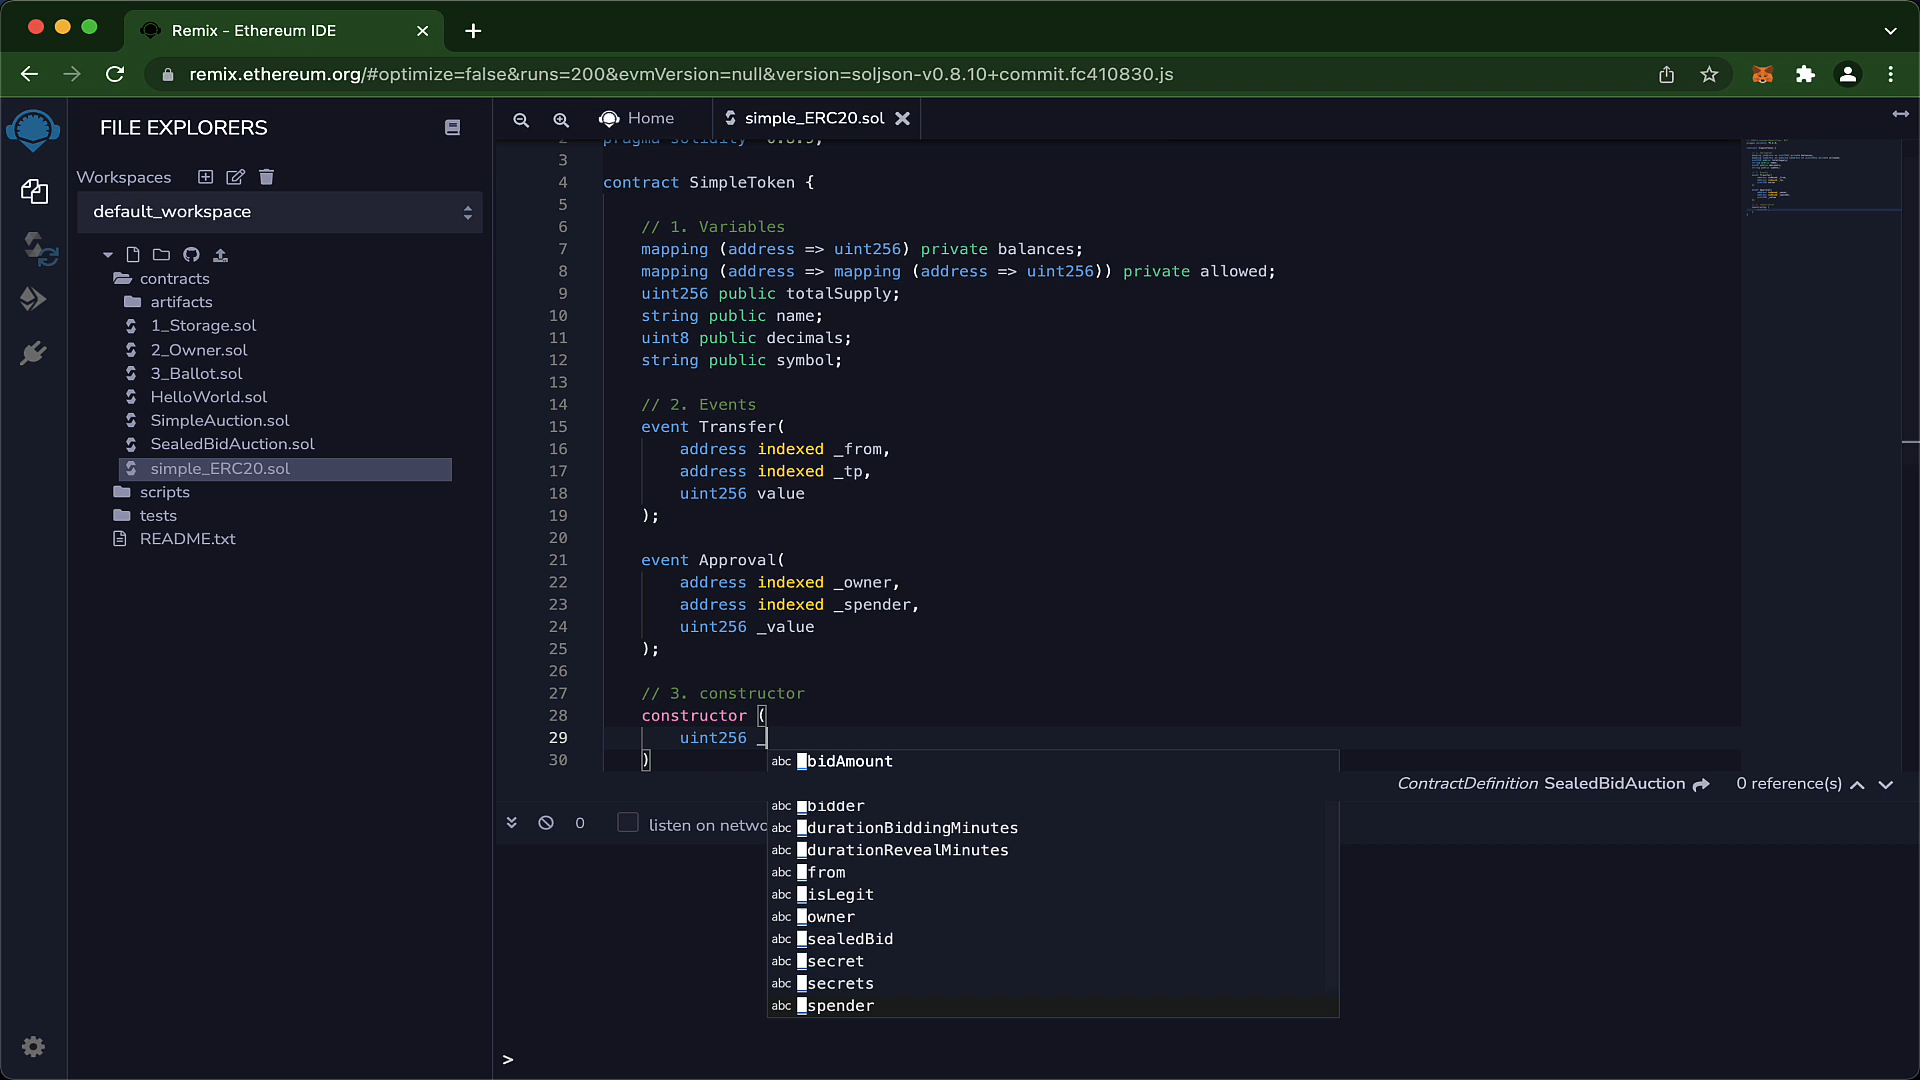 Remix - Ethereum IDE
remix.ethereum.org/#optimize=false&runs=200&evmVersion=null&version=soljson-v0.8.10+commit.fc410830.js
FILE EXPLORERS
Workspaces
default_workspace
contracts
artifacts
1_Storage.sol
2_Owner.sol
3_Ballot.sol
HelloWorld.sol
SimpleAuction.sol
SealedBidAuction.sol
simple_ERC20.sol
scripts
tests
README.txt
Home
simple_ERC20.sol
2 pragma solidity
3
4 contract SimpleToken {
5
6 // 1. Variables
7 mapping (address => uint256) private balances;
8 mapping (address => mapping (address => uint256)) private allowed;
9 uint256 public totalSupply;
10 string public name;
11 uint8 public decimals;
12 string public symbol;
13
14 // 2. Events
15 event Transfer(
16 address indexed _from,
17 address indexed _tp,
18 uint256 value
19 );
20
21 event Approval(
22 address indexed _owner,
23 address indexed _spender,
24 uint256 _value
25 );
26
27 // 3. constructor
28 constructor (
29 uint256 _
30 )
abc _bidAmount
abc _bidder
abc _durationBiddingMinutes
abc _durationRevealMinutes
abc _from
abc _isLegit
abc _owner
abc _sealedBid
abc _secret
abc _secrets
abc _spender
ContractDefinition SealedBidAuction 0 reference(s)
0 listen on netwo
>